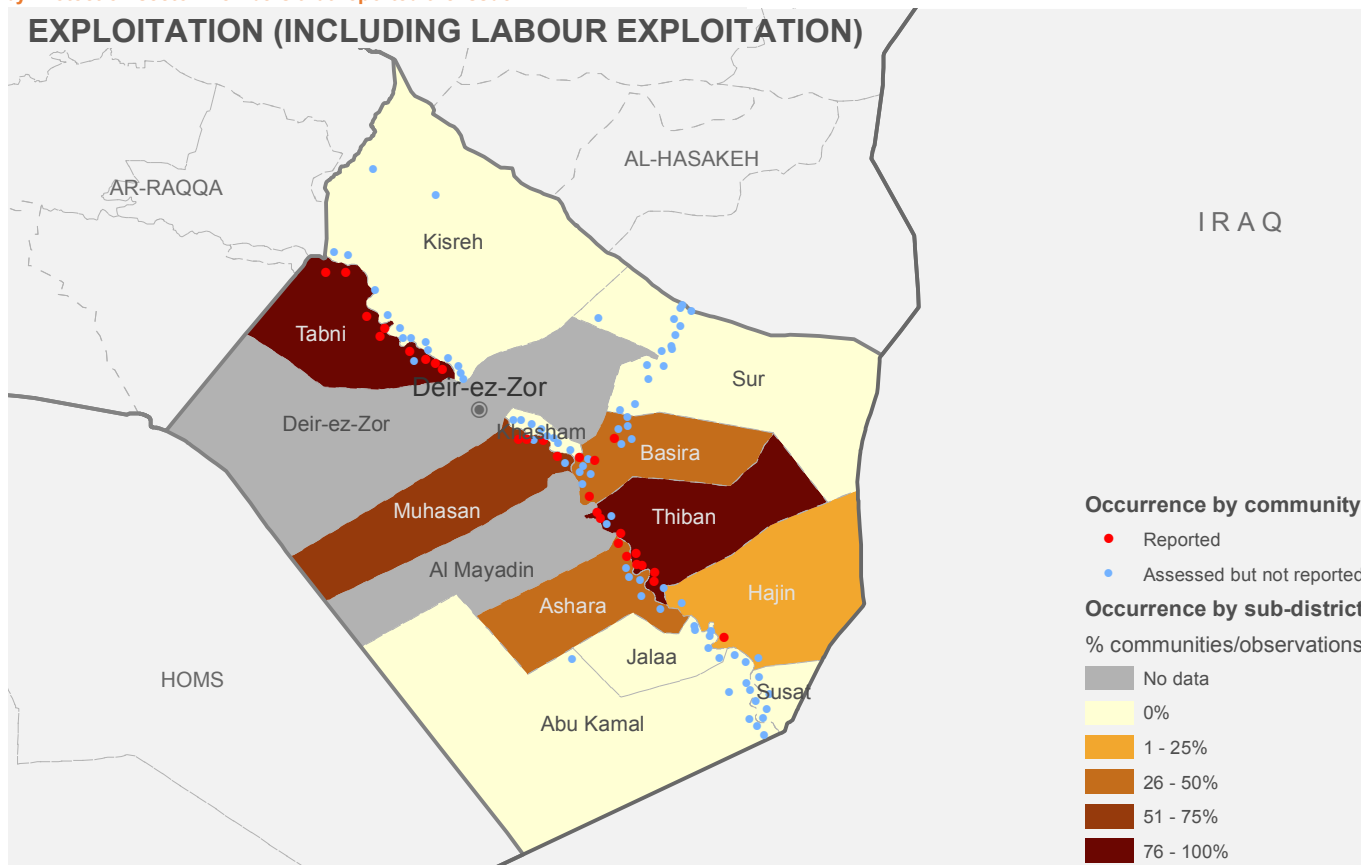 EXPLOITATION (INCLUDING LABOUR EXPLOITATION)
AL-HASAKEH
AR-RAQQA
IRAQ
Kisreh
Tabni
Deir-ez-Zor
Sur
Deir-ez-Zor
Khasham
Basira
Muhasan
Thiban
Al Mayadin
Hajin
Ashara
Jalaa
HOMS
Susat
Abu Kamal
Occurrence by community
Reported
Assessed but not reported
Occurrence by sub-district
% communities/observations
No data
0%
1 - 25%
26 - 50%
51 - 75%
76 - 100%